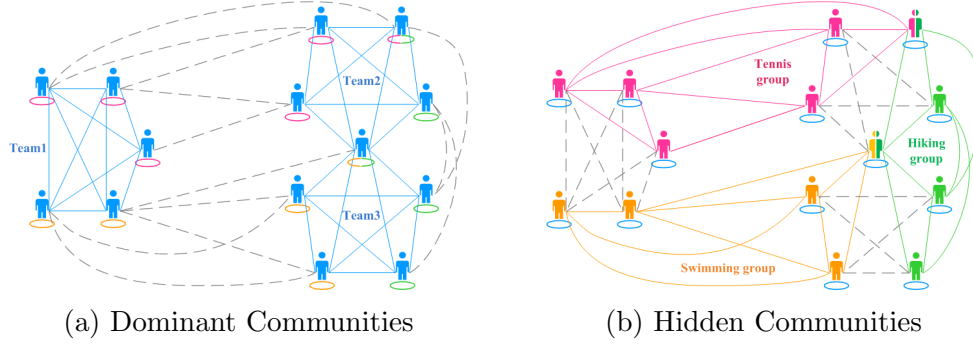 Team1
Team2
Team3
(a) Dominant Communities
Tennis
group
Hiking
group
Swimming group
(b) Hidden Communities